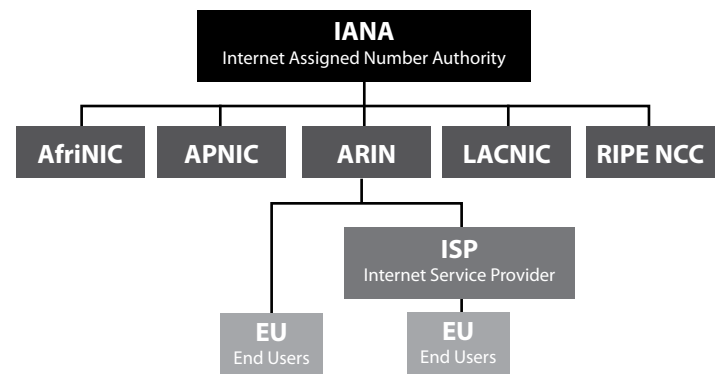 IANA
Internet Assigned Number Authority
AfriNIC
APNIC
ARIN
LACNIC
RIPE NCC
ISP
Internet Service Provider
EU
End Users
EU
End Users